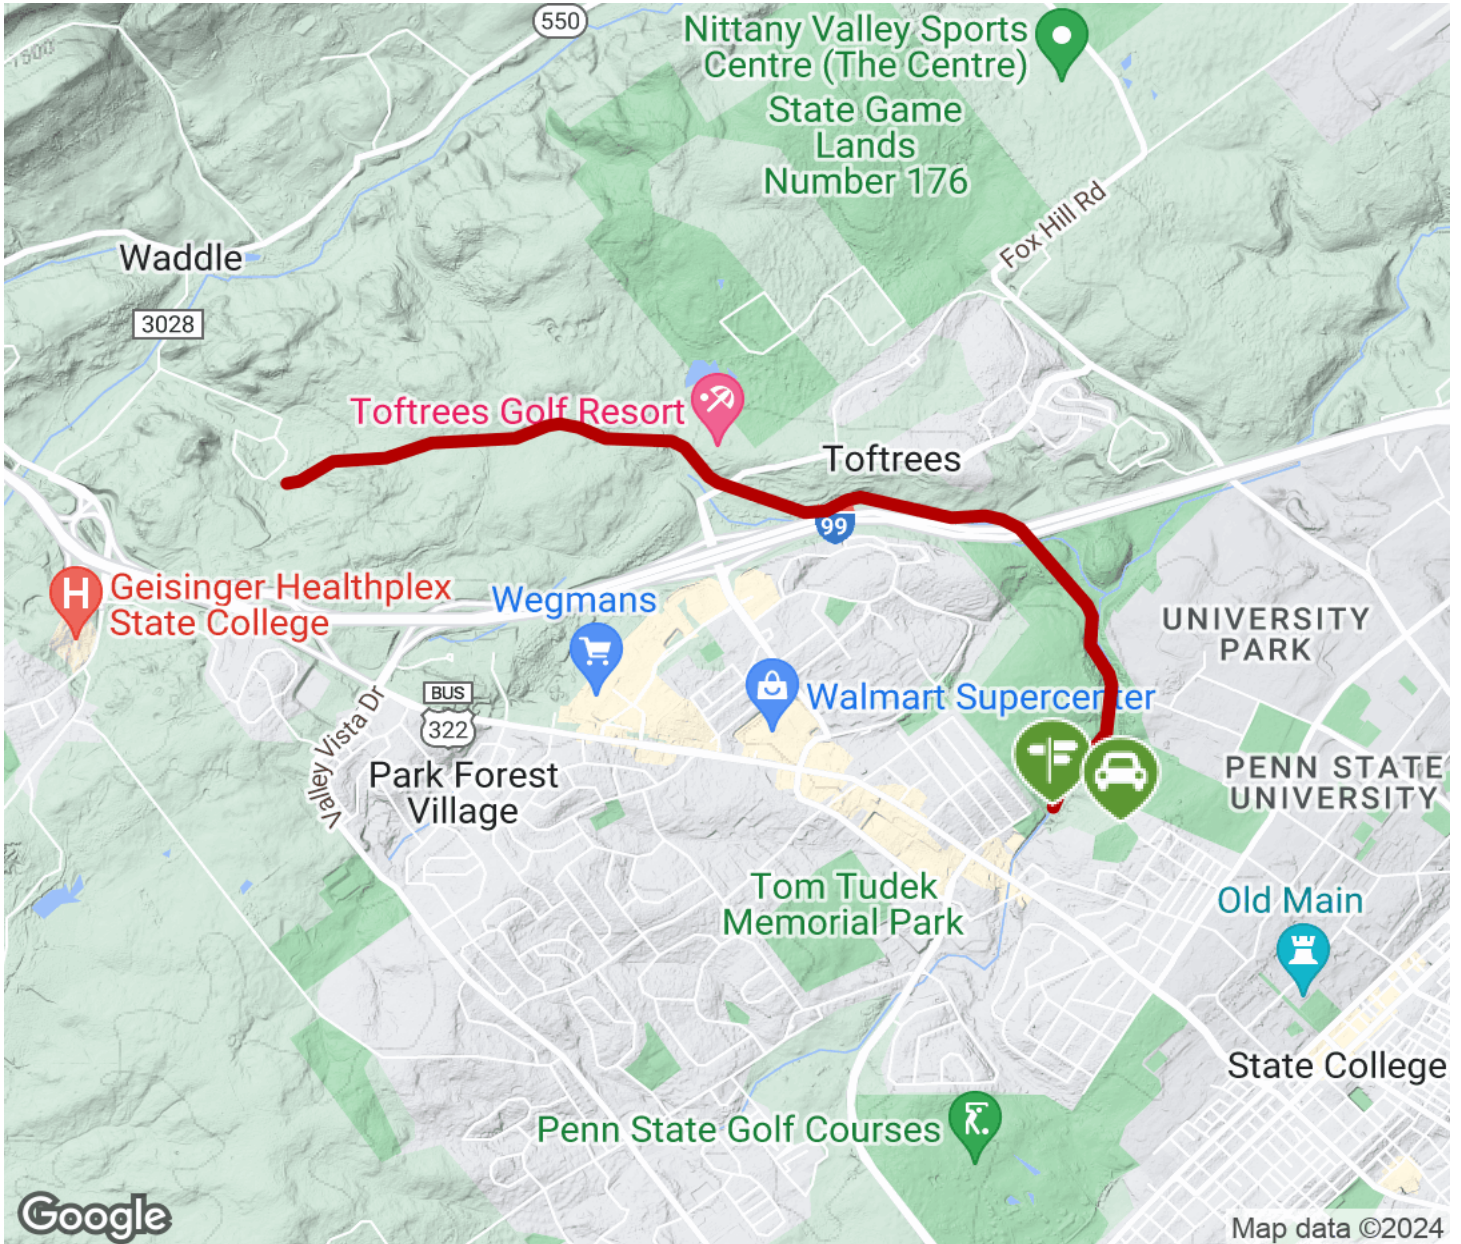 550
Nittany Valley Sports
Centre (The Centre)
State Game
Lands
Number 176
1500
Fox Hill Rd
Waddle
3028
Toftrees Golf Resort
Toftrees
99
Geisinger Healthplex
State College
H
Wegmans
UNIVERSITY
PARK
BUS
322
Walmart Supercenter
Valley Vista Dr
Park Forest
Village
PENN STATE
UNIVERSITY
Tom Tudek
Memorial Park
Old Main
State College
Penn State Golf Courses
Google
Map data ©2024